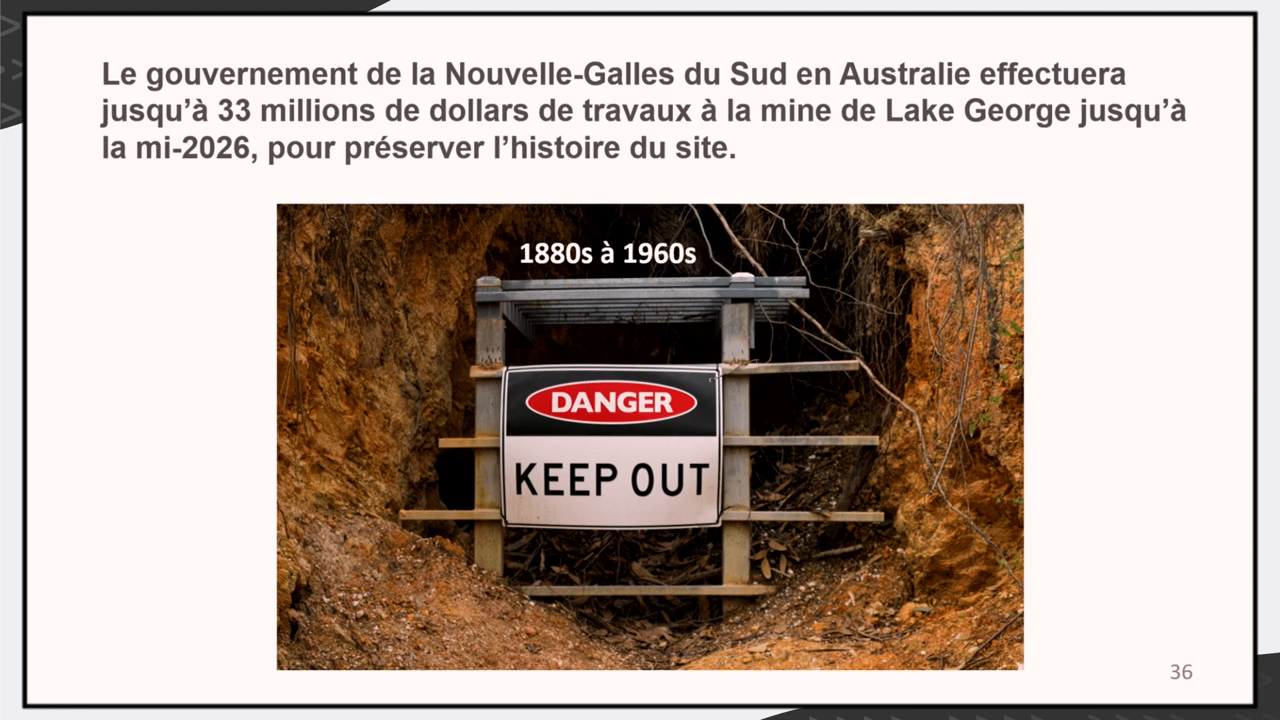 Le gouvernement de la Nouvelle-Galles du Sud en Australie effectuera
jusqu’à 33 millions de dollars de travaux à la mine de Lake George jusqu’à
la mi-2026, pour préserver l’histoire du site.
1880s à 1960s
DANGER
KEEP OUT
36